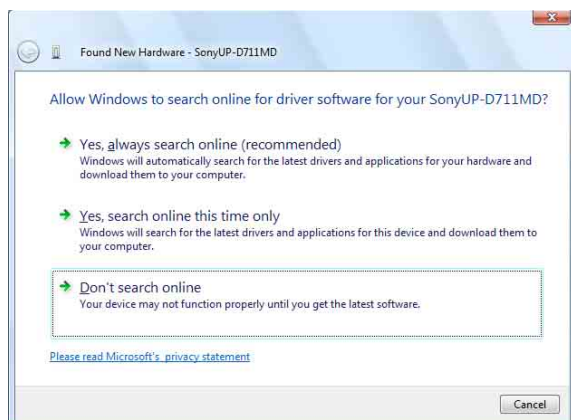 Found New Hardware - SonyUP-D711MD
Allow Windows to search online for driver software for your SonyUP-D711MD?
Yes, always search online (recommended)
Windows will automatically search for the latest drivers and applications for your hardware and
download them to your computer.
Yes, search online this time only
Windows will search for the latest drivers and applications for this device and download them to
your computer.
Don't search online
Your device may not function properly until you get the latest software.
Please read Microsoft's privacy statement
Cancel